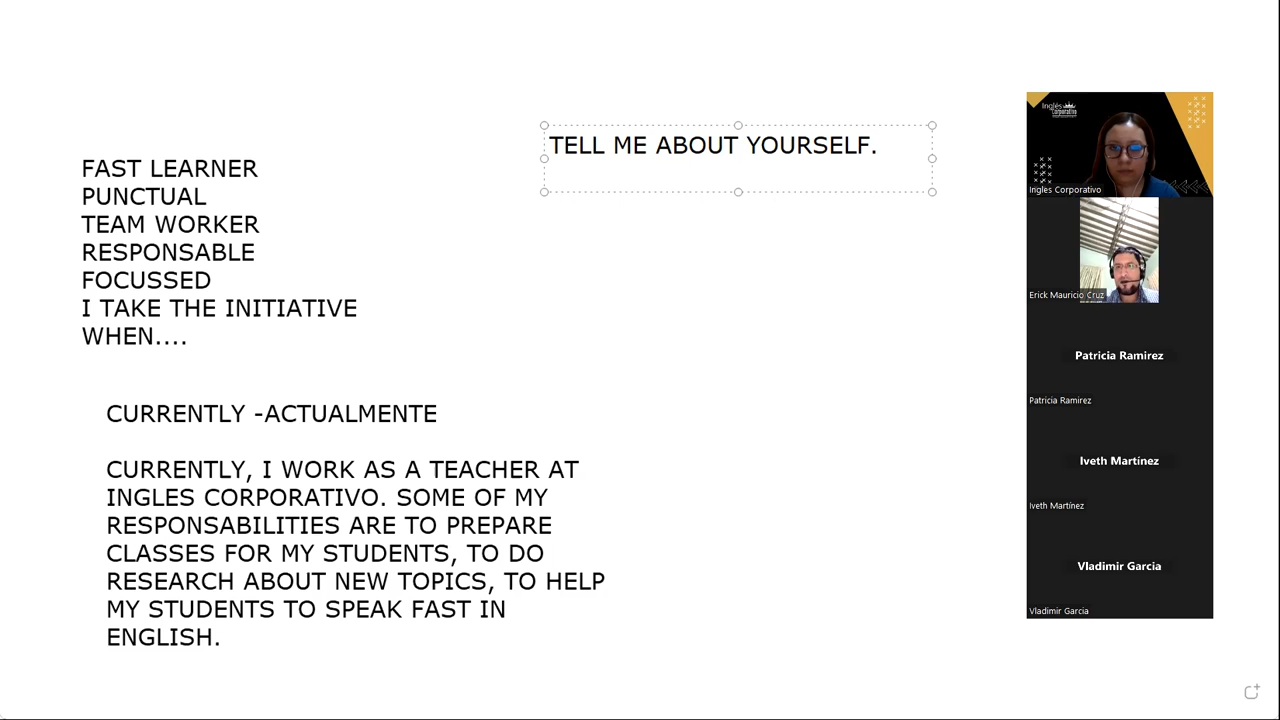 TELL ME ABOUT YOURSELF.
FAST LEARNER
PUNCTUAL
TEAM WORKER
RESPONSABLE
FOCUSSED
I TAKE THE INITIATIVE
WHEN....
CURRENTLY -ACTUALMENTE
CURRENTLY, I WORK AS A TEACHER AT
INGLES CORPORATIVO. SOME OF MY
RESPONSABILITIES ARE TO PREPARE
CLASSES FOR MY STUDENTS, TO DO
RESEARCH ABOUT NEW TOPICS, TO HELP
MY STUDENTS TO SPEAK FAST IN
ENGLISH.
Inglés
Corporativo
Ingles Corporativo
Erick Mauricio Cruz
Patricia Ramirez
Patricia Ramirez
Iveth Martínez
Iveth Martínez
Vladimir Garcia
Vladimir Garcia